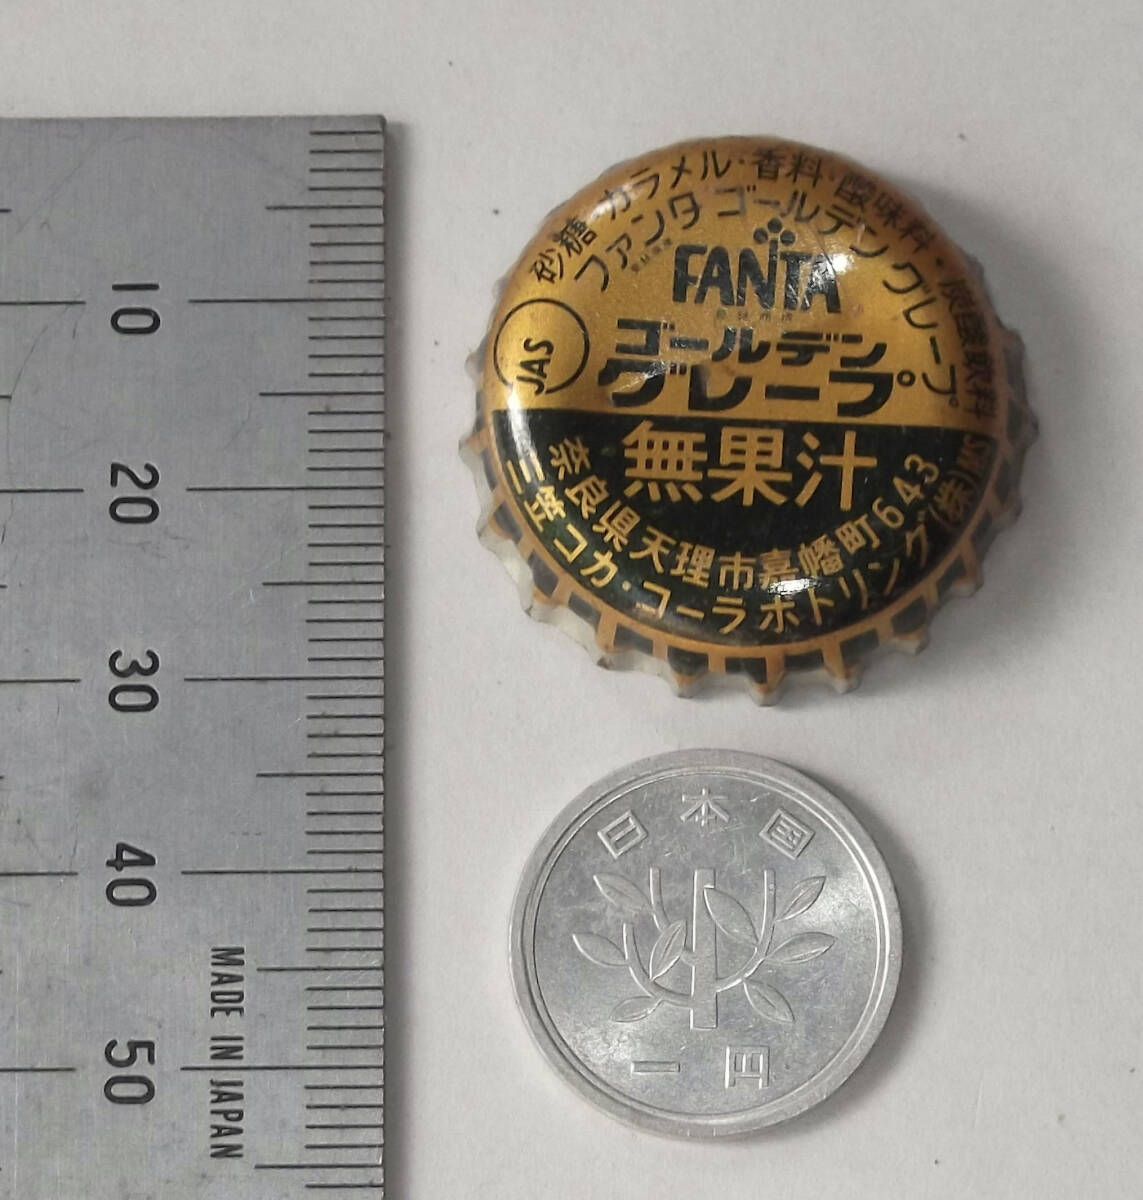 砂糖・カラメル・香料・酸味料・炭酸飲料
ファンタゴールデングレープ
FANTA
JAS
ゴールデン
グレープ
無果汁
奈良県天理市嘉幡町643
三笠コカ・コーラボトリング(株)MS
10
20
30
40
50
MADE IN JAPAN
日本国
一円